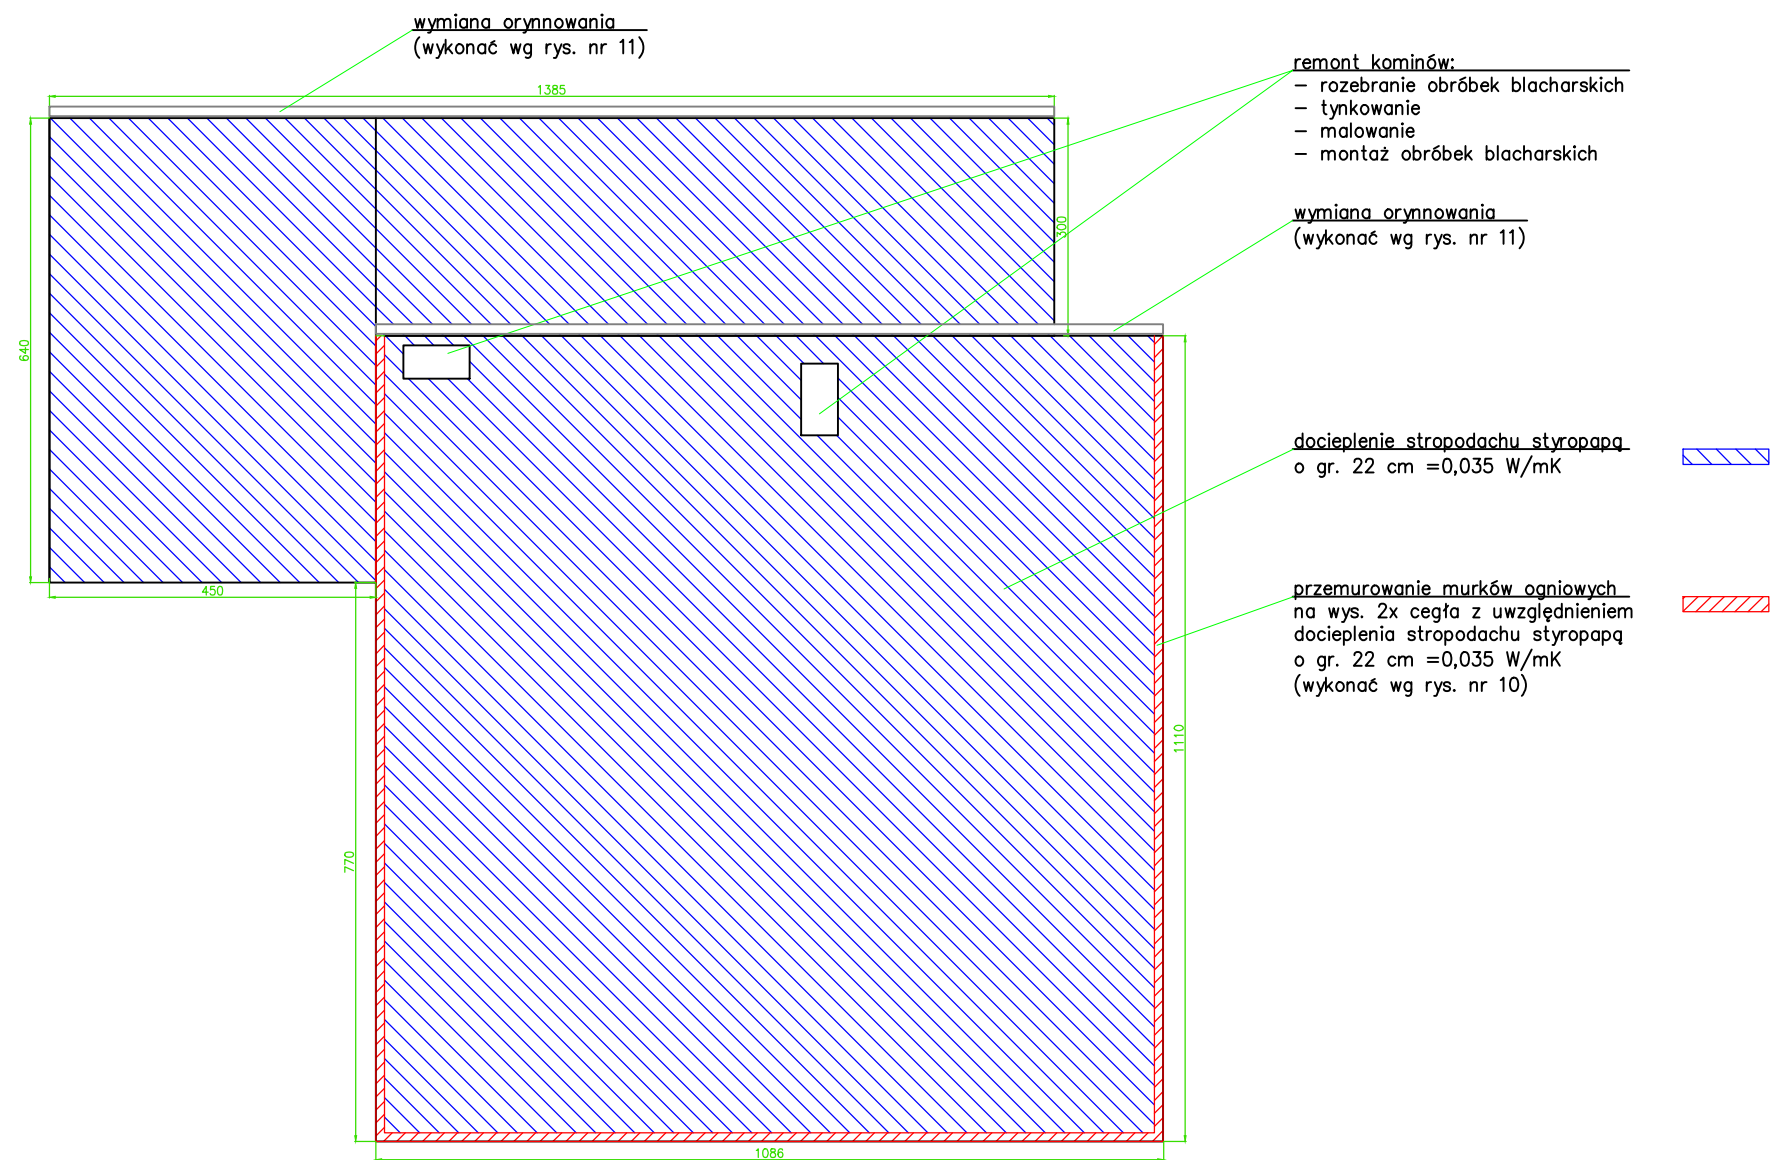 wymiana orynnowania
(wykonać wg rys. nr 11)
remont kominów:
– rozebranie obróbek blacharskich
– tynkowanie
– malowanie
– montaż obróbek blacharskich
1385
wymiana orynnowania
(wykonać wg rys. nr 11)
300
640
docieplenie stropodachu styropapą
o gr. 22 cm =0,035 W/mK
450
przemurowanie murków ogniowych
na wys. 2x cegła z uwzględnieniem
docieplenia stropodachu styropapą
o gr. 22 cm =0,035 W/mK
(wykonać wg rys. nr 10)
1110
770
1086